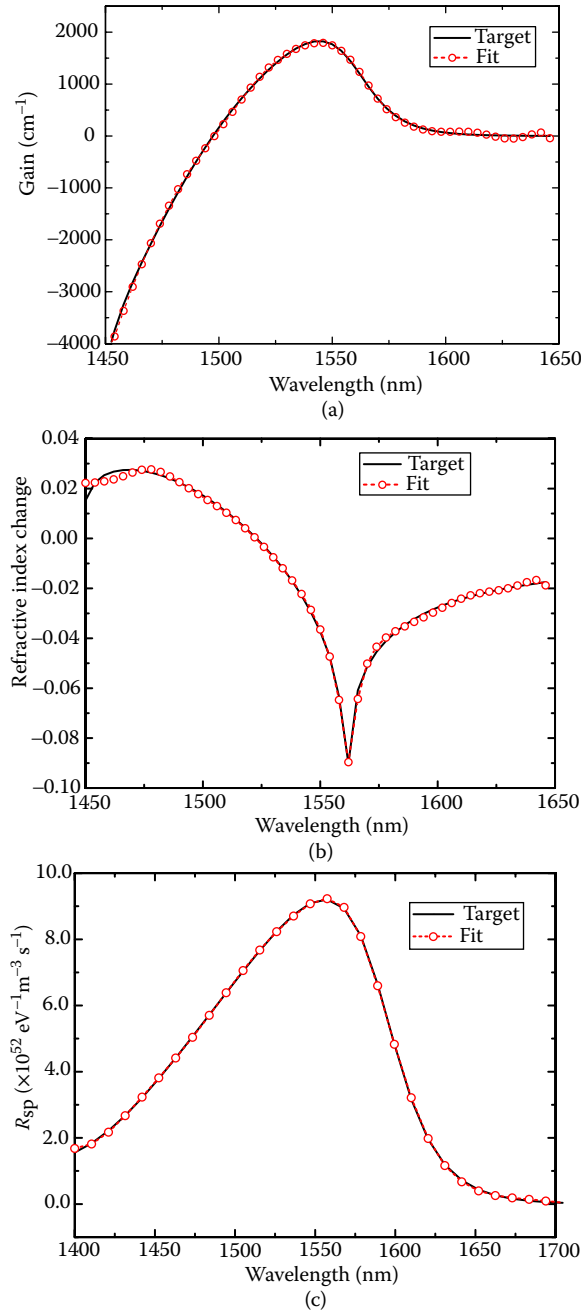 2000
1000
0
−1000
−2000
−3000
−4000
Gain (cm⁻¹)
Target
Fit
1450
1500
1550
1600
1650
Wavelength (nm)
(a)
0.04
0.02
0.00
−0.02
−0.04
−0.06
−0.08
−0.10
Refractive index change
Target
Fit
1450
1500
1550
1600
1650
Wavelength (nm)
(b)
10.0
8.0
6.0
4.0
2.0
0.0
Rsp (×10⁵² eV⁻¹m⁻³ s⁻¹)
Target
Fit
1400
1450
1500
1550
1600
1650
1700
Wavelength (nm)
(c)